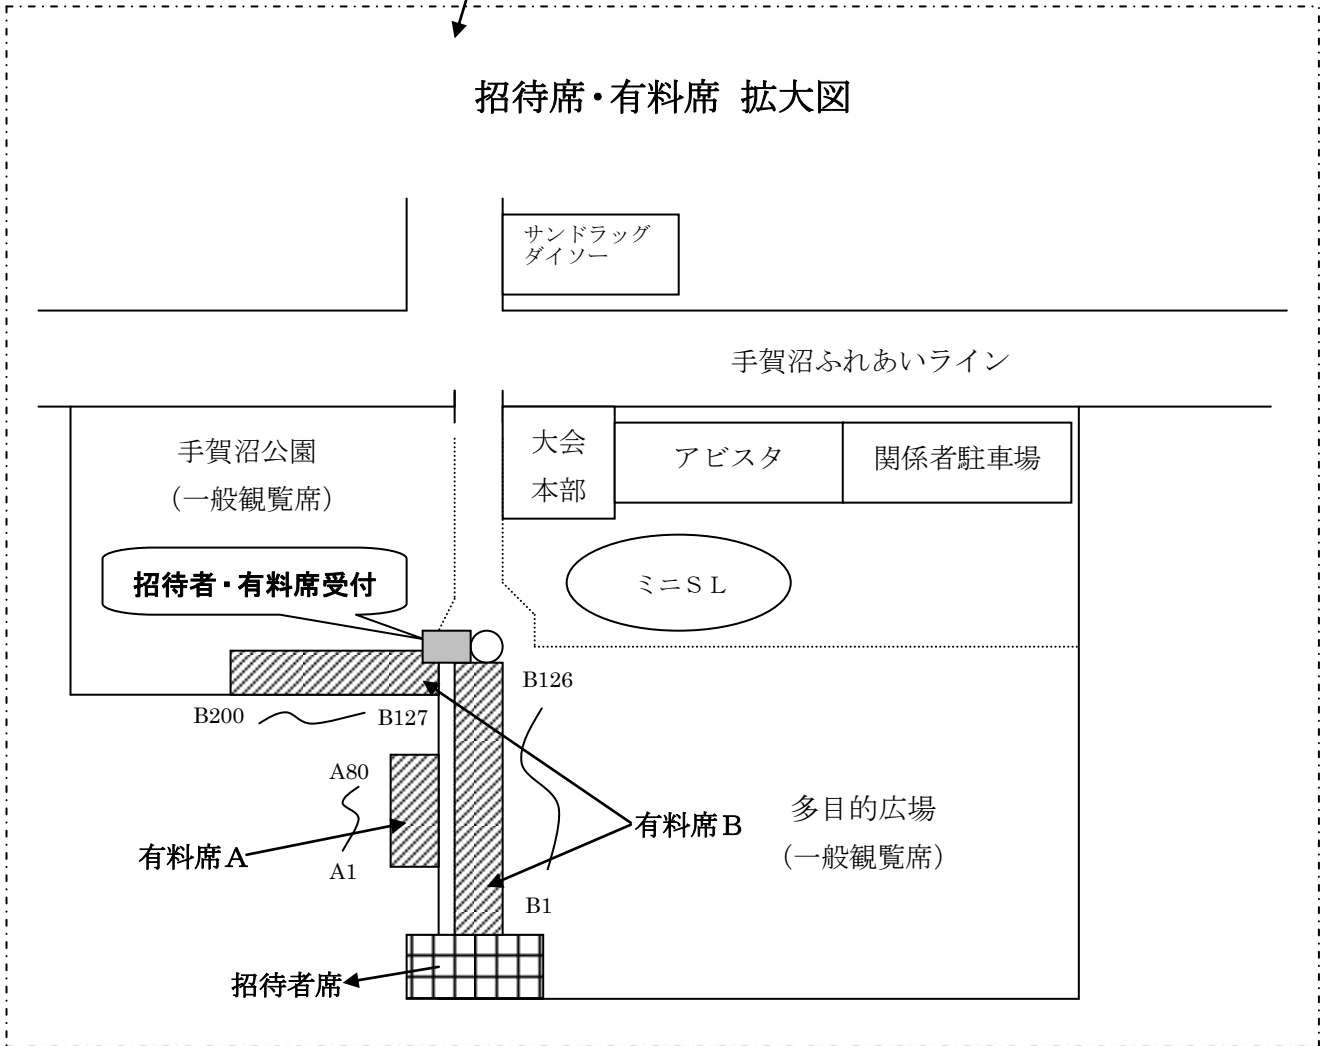 招待席・有料席 拡大図
サンドラッグ
ダイソー
手賀沼ふれあいライン
手賀沼公園
（一般観覧席）
大会
本部
アビスタ
関係者駐車場
招待者・有料席受付
ミニＳＬ
B200
B127
B126
A80
有料席Ａ
A1
有料席Ｂ
多目的広場
（一般観覧席）
B1
招待者席